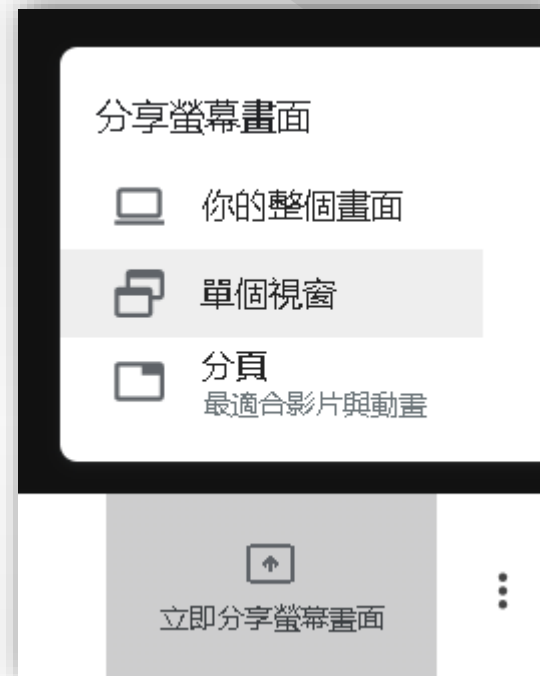 分享螢幕畫面
你的整個畫面
單個視窗
分頁
最適合影片與動畫
立即分享螢幕畫面